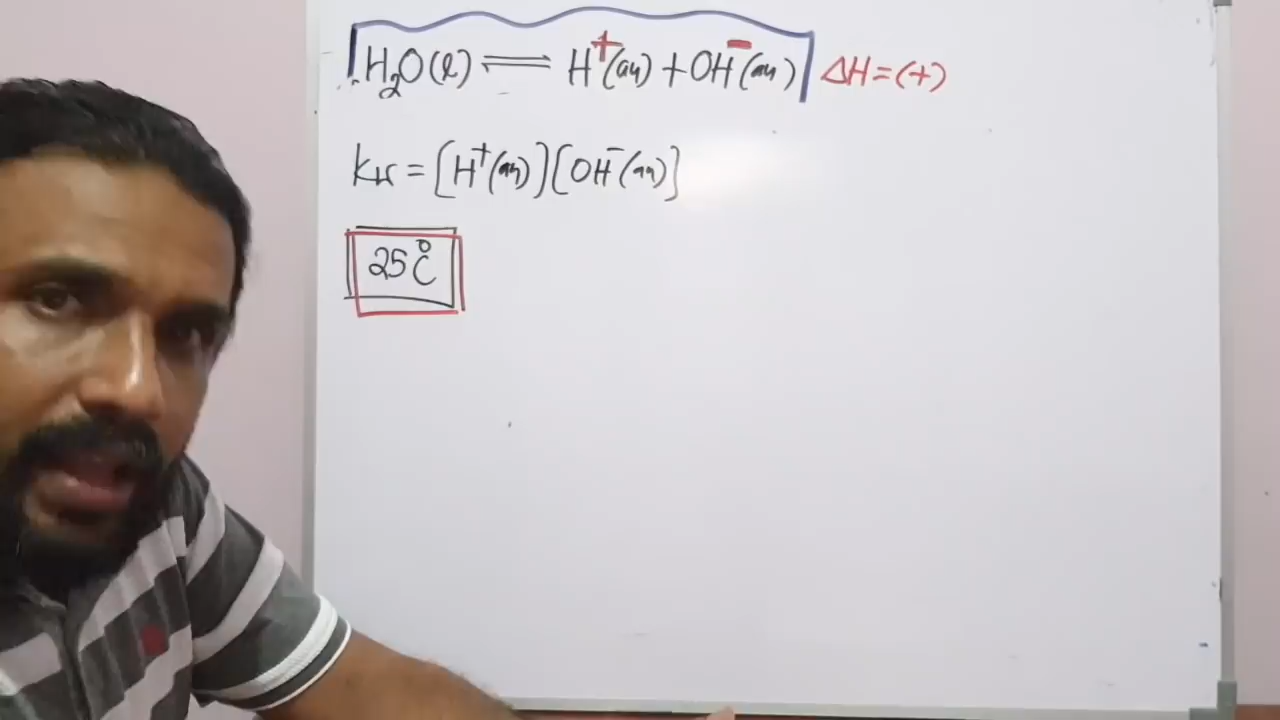 H₂O(l) ⇌ H⁺(aq) + OH⁻(aq) ΔH = (+)
Kw = [H⁺(aq)][OH⁻(aq)]
25°C